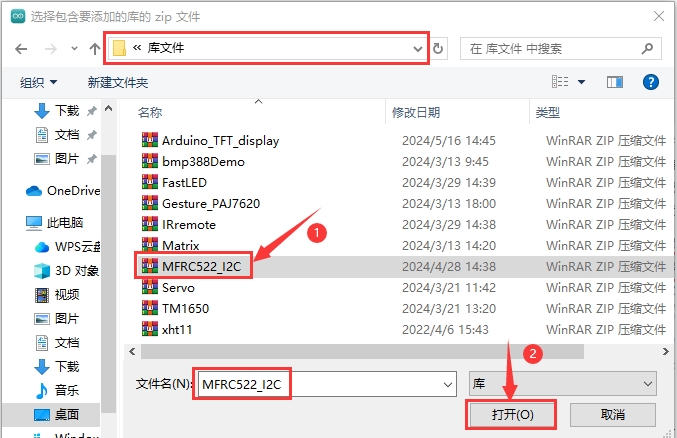 选择包含要添加的库的 zip 文件
« 库文件
在 库文件 中搜索
组织 新建文件夹
下载
文档
图片
OneDrive
此电脑
WPS云盘
3D 对象
视频
图片
文档
下载
音乐
桌面
名称 修改日期 类型
Arduino_TFT_display 2024/5/16 14:45 WinRAR ZIP 压缩文件
bmp388Demo 2024/3/13 9:45 WinRAR ZIP 压缩文件
FastLED 2024/3/29 14:39 WinRAR ZIP 压缩文件
Gesture_PAJ7620 2024/3/13 18:00 WinRAR ZIP 压缩文件
IRremote 2024/3/29 14:38 WinRAR ZIP 压缩文件
Matrix 2024/3/13 14:20 WinRAR ZIP 压缩文件
MFRC522_I2C 2024/4/28 14:38 WinRAR ZIP 压缩文件
Servo 2024/3/21 11:42 WinRAR ZIP 压缩文件
TM1650 2024/3/21 13:20 WinRAR ZIP 压缩文件
xht11 2022/4/6 15:43 WinRAR ZIP 压缩文件
1
2
文件名(N): MFRC522_I2C 库
打开(O) 取消